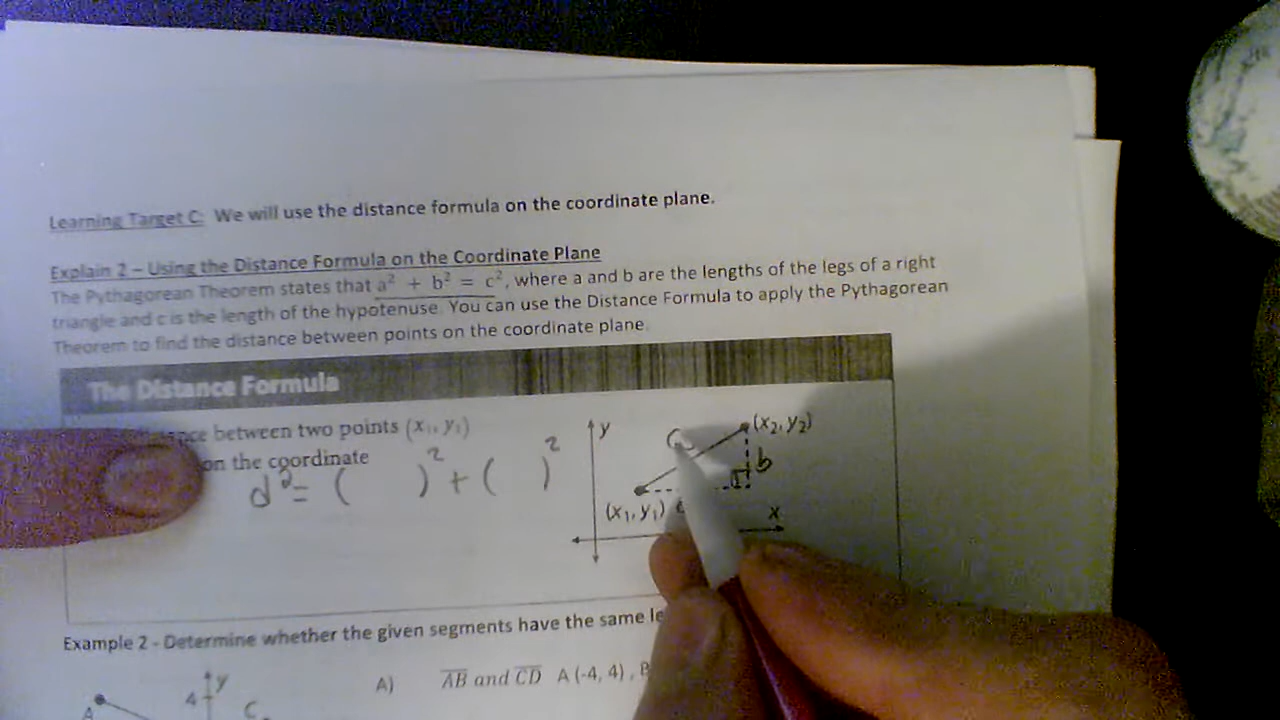 Learning Target C: We will use the distance formula on the coordinate plane.
Explain 2 – Using the Distance Formula on the Coordinate Plane
The Pythagorean Theorem states that a² + b² = c², where a and b are the lengths of the legs of a right
triangle and c is the length of the hypotenuse. You can use the Distance Formula to apply the Pythagorean
Theorem to find the distance between points on the coordinate plane.
The Distance Formula
between two points (x₁, y₁)
on the coordinate
d² = ( )² + ( )²
y
(x₂, y₂)
C
b
(x₁, y₁)
x
Example 2 - Determine whether the given segments have the same
A) AB and CD A (-4, 4) , B
4 y
A
C